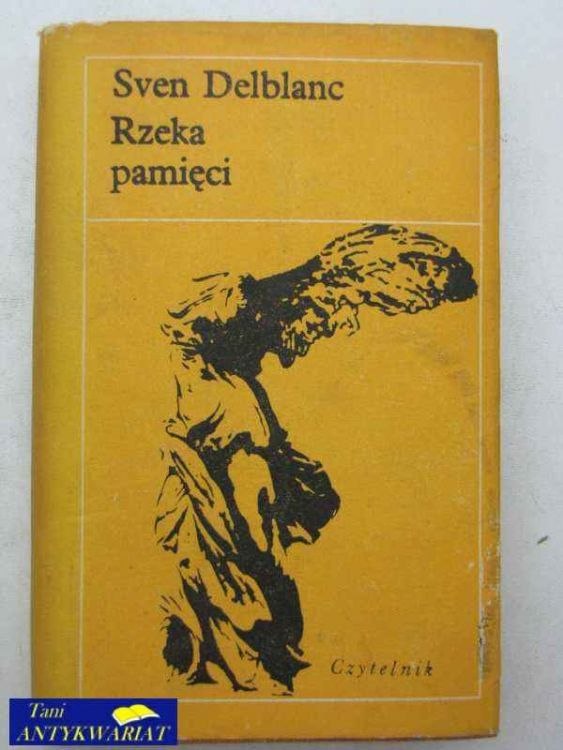 Sven Delblanc
Rzeka
pamięci
Czytelnik
Tani
ANTYKWARIAT